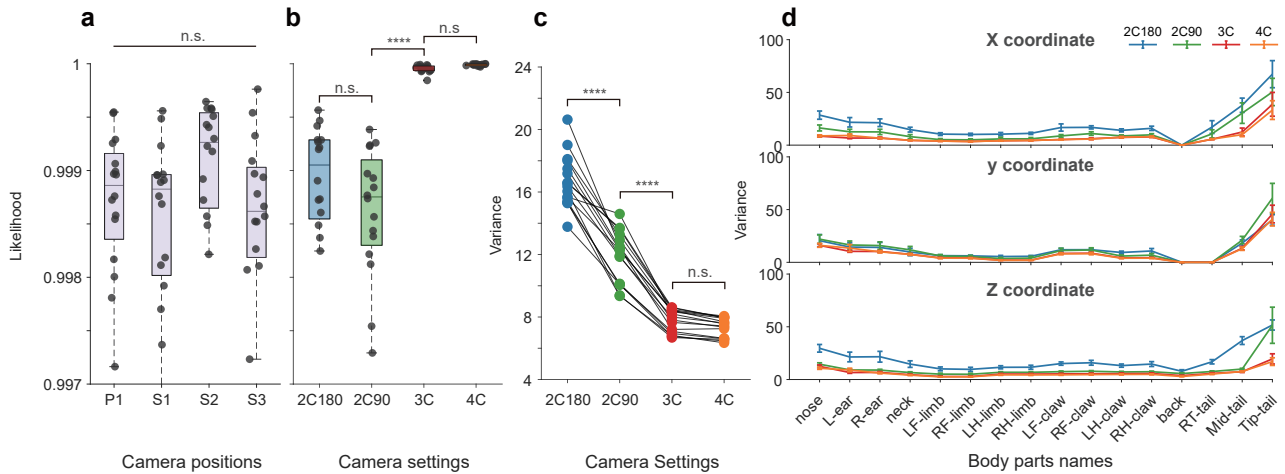 a
n.s.
Likelihood
1
0.999
0.998
0.997
P1 S1 S2 S3
Camera positions
b
n.s.
****
n.s
2C180 2C90 3C 4C
Camera settings
c
Variance
24
20
16
12
8
4
****
****
n.s.
2C180 2C90 3C 4C
Camera Settings
d
2C180 2C90 3C 4C
X coordinate
100
50
0
y coordinate
100
50
0
Variance
Z coordinate
100
50
0
nose L-ear R-ear neck LF-limb RF-limb LH-limb RH-limb LF-claw RF-claw LH-claw RH-claw back RT-tail Mid-tail Tip-tail
Body parts names